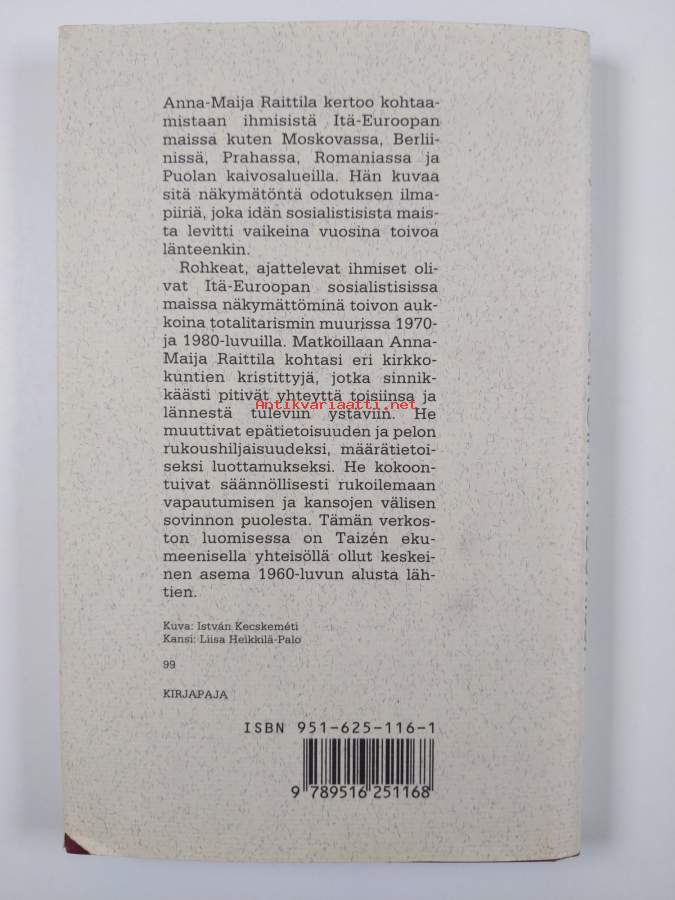 Anna-Maija Raittila kertoo kohtaa-
mistaan ihmisistä Itä-Euroopan
maissa kuten Moskovassa, Berlii-
nissä, Prahassa, Romaniassa ja
Puolan kaivosalueilla. Hän kuvaa
sitä näkymätöntä odotuksen ilma-
piiriä, joka idän sosialistisista mais-
ta levitti vaikeina vuosina toivoa
länteenkin.
Rohkeat, ajattelevat ihmiset oli-
vat Itä-Euroopan sosialistisissa
maissa näkymättöminä toivon auk-
koina totalitarismin muurissa 1970-
ja 1980-luvuilla. Matkoillaan Anna-
Maija Raittila kohtasi eri kirkko-
kuntien kristittyjä, jotka sinnik-
käästi pitivät yhteyttä toisiinsa ja
lännestä tuleviin ystäviin. He
Antikvariaatti.net
muuttivat epätietoisuuden ja pelon
rukoushiljaisuudeksi, määrätietoi-
seksi luottamukseksi. He kokoon-
tuivat säännöllisesti rukoilemaan
vapautumisen ja kansojen välisen
sovinnon puolesta. Tämän verkos-
ton luomisessa on Taizén eku-
meenisella yhteisöllä ollut keskei-
nen asema 1960-luvun alusta läh-
tien.
Kuva: István Kecskeméti
Kansi: Liisa Heikkilä-Palo
99
KIRJAPAJA
ISBN 951-625-116-1
9 789516 251168